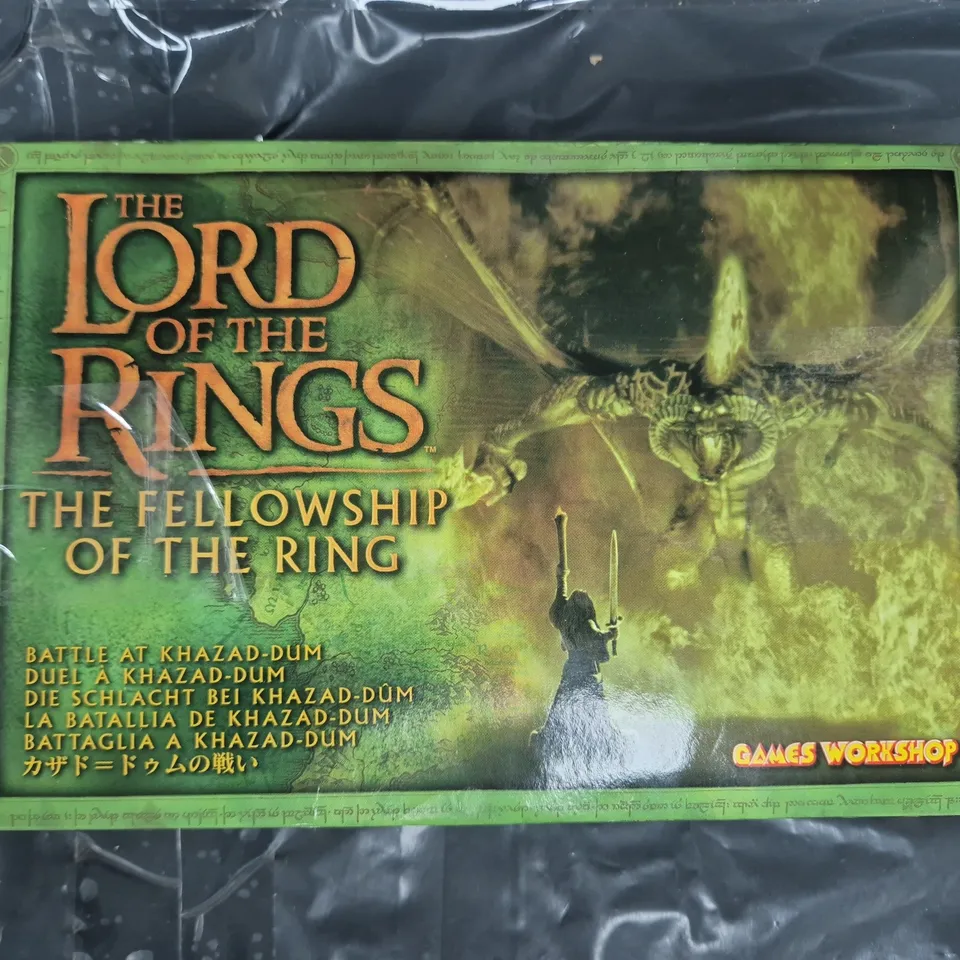 THE
LORD
OF THE
RINGS™
THE FELLOWSHIP
OF THE RING
BATTLE AT KHAZAD-DUM
DUEL À KHAZAD-DUM
DIE SCHLACHT BEI KHAZAD-DÛM
LA BATALLIA DE KHAZAD-DUM
BATTAGLIA A KHAZAD-DUM
カザド=ドゥムの戦い
GAMES WORKSHOP